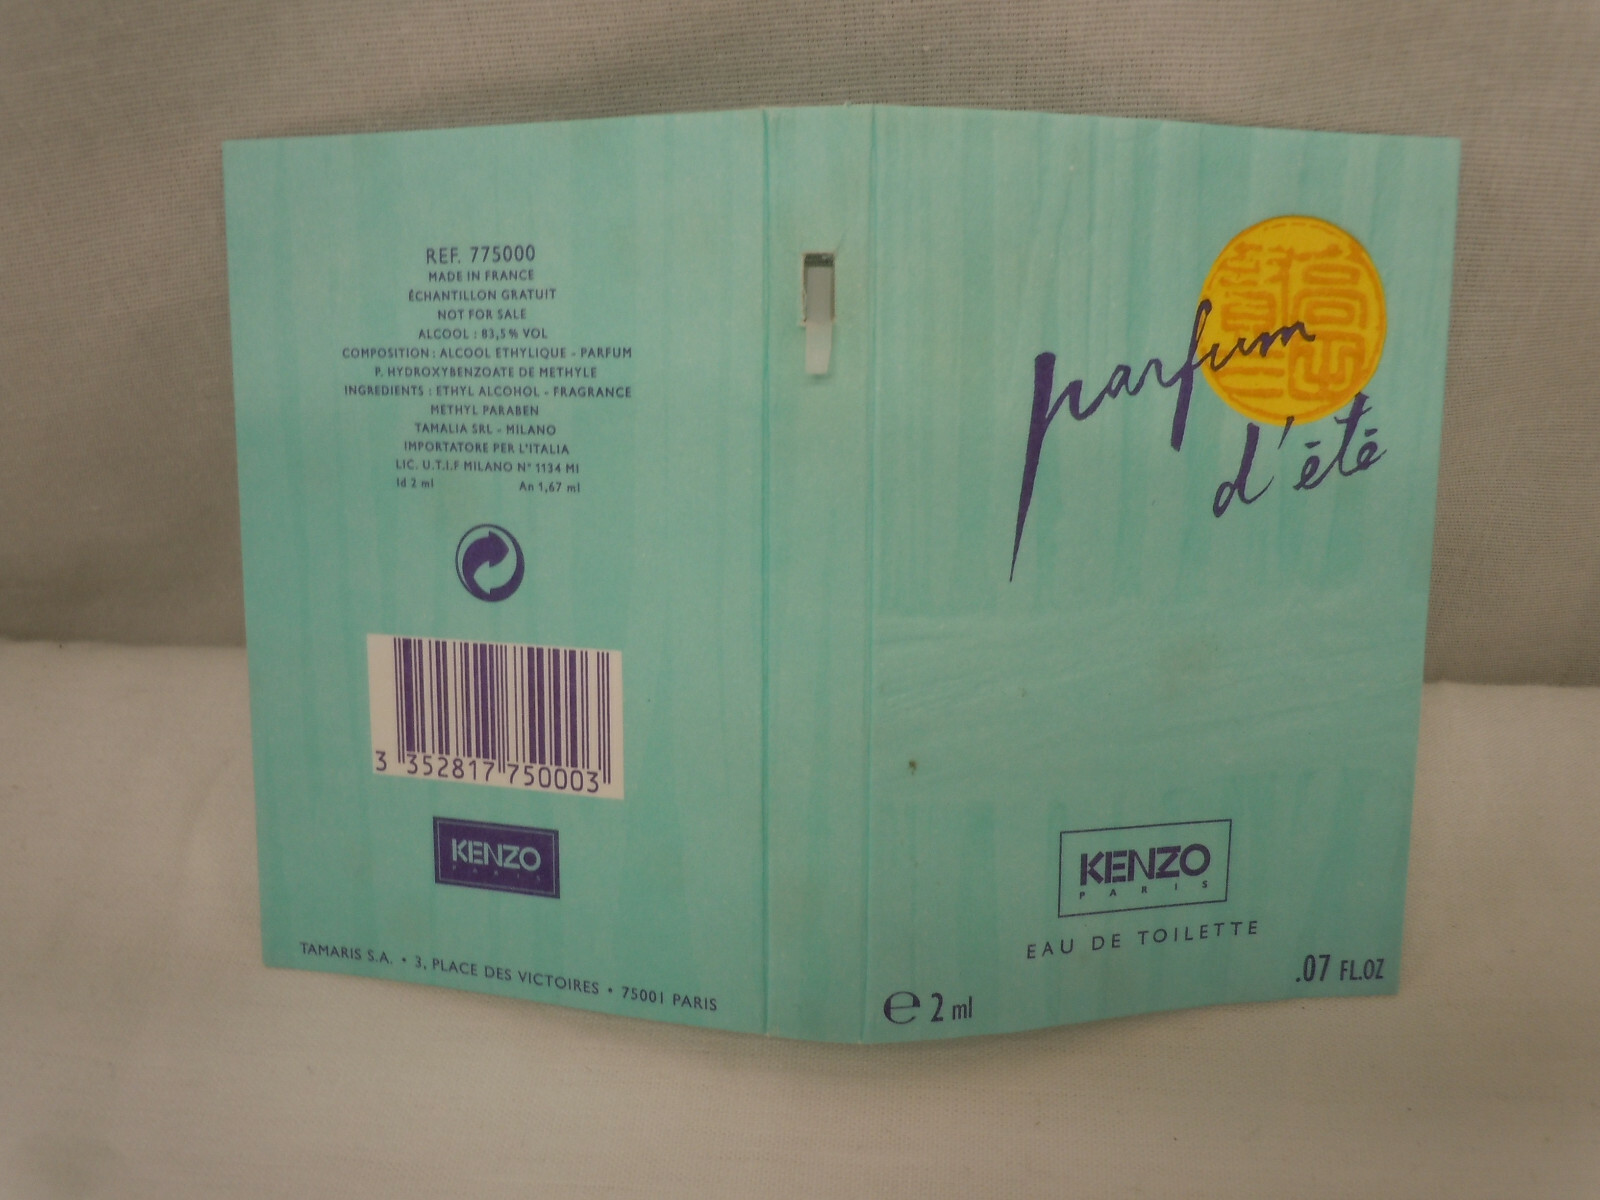 REF. 775000
MADE IN FRANCE
ÉCHANTILLON GRATUIT
NOT FOR SALE
ALCOOL : 83,5 % VOL
COMPOSITION : ALCOOL ETHYLIQUE - PARFUM
P. HYDROXYBENZOATE DE METHYLE
INGREDIENTS : ETHYL ALCOHOL - FRAGRANCE
METHYL PARABEN
TAMALIA SRL - MILANO
IMPORTATORE PER L'ITALIA
LIC. U.T.I.F MILANO N° 1134 MI
Id 2 ml An 1,67 ml
3 352817 750003
KENZO
PARIS
TAMARIS S.A. • 3, PLACE DES VICTOIRES • 75001 PARIS
parfum
d'été
KENZO
PARIS
EAU DE TOILETTE
.07 FL.OZ
℮ 2 ml